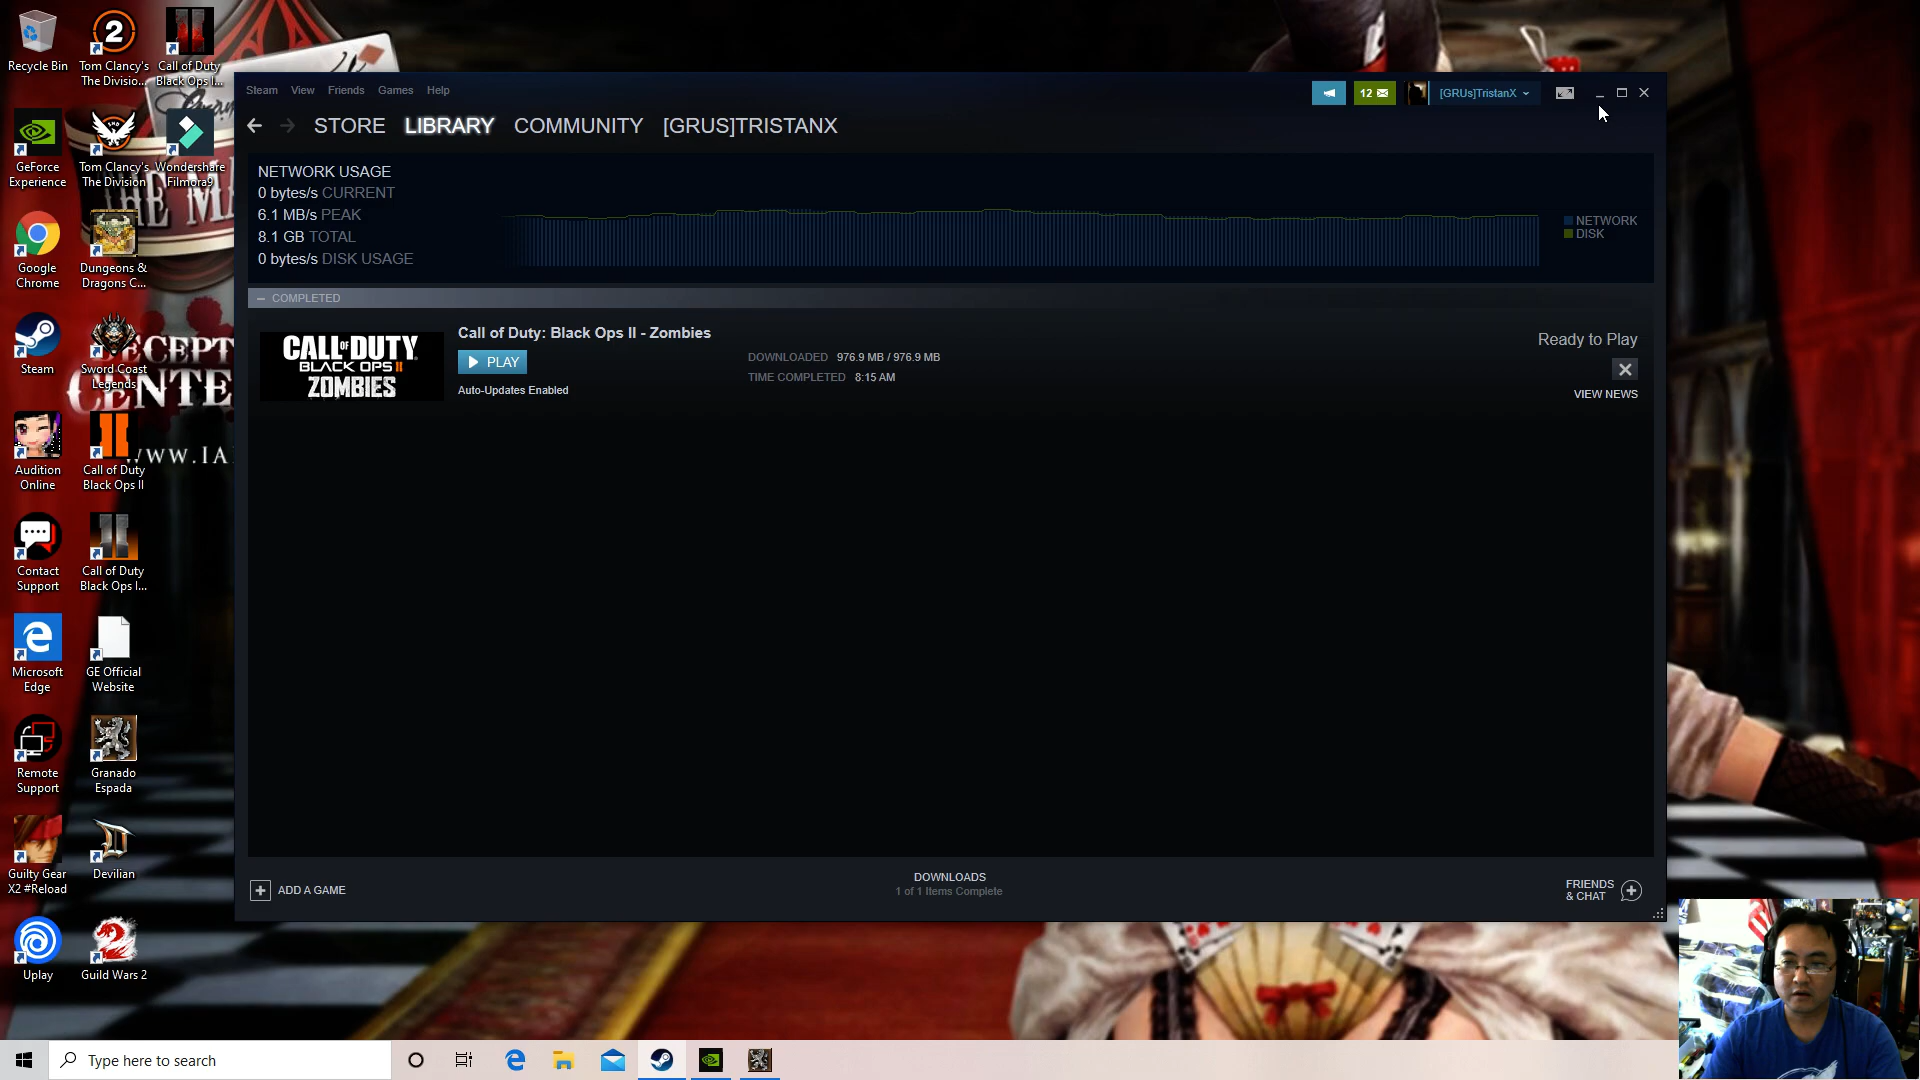 Recycle Bin
Tom Clancy's
The Divisio...
Call of Duty
Black Ops I...
GeForce
Experience
Tom Clancy's
The Division
Wondershare
Filmora9
Google
Chrome
Dungeons &
Dragons C...
Steam
Sword Coast
Legends
Audition
Online
Call of Duty
Black Ops II
Contact
Support
Call of Duty
Black Ops I...
Microsoft
Edge
GE Official
Website
Remote
Support
Granado
Espada
Guilty Gear
X2 #Reload
Devilian
Uplay
Guild Wars 2
WWW.IA
Steam View Friends Games Help
12
[GRUs]TristanX
STORE LIBRARY COMMUNITY [GRUS]TRISTANX
NETWORK USAGE
0 bytes/s CURRENT
6.1 MB/s PEAK
8.1 GB TOTAL
0 bytes/s DISK USAGE
NETWORK
DISK
COMPLETED
CALL OF DUTY
BLACK OPS II
ZOMBIES
Call of Duty: Black Ops II - Zombies
PLAY
Auto-Updates Enabled
DOWNLOADED 976.9 MB / 976.9 MB
TIME COMPLETED 8:15 AM
Ready to Play
VIEW NEWS
ADD A GAME
DOWNLOADS
1 of 1 Items Complete
FRIENDS
& CHAT
Type here to search